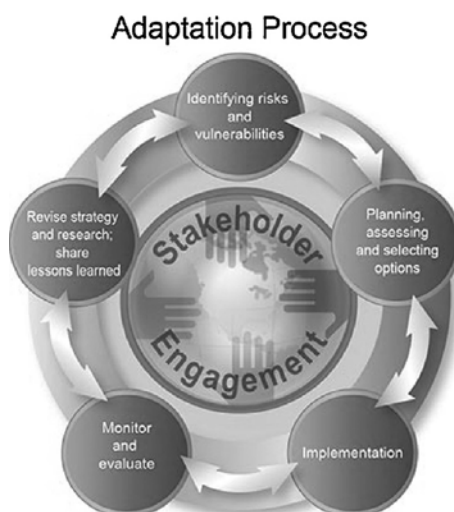 Adaptation Process
Identifying risks
and
vulnerabilities
Planning,
assessing
and selecting
options
Implementation
Monitor
and
evaluate
Revise strategy
and research;
share
lessons learned
Stakeholder
Engagement